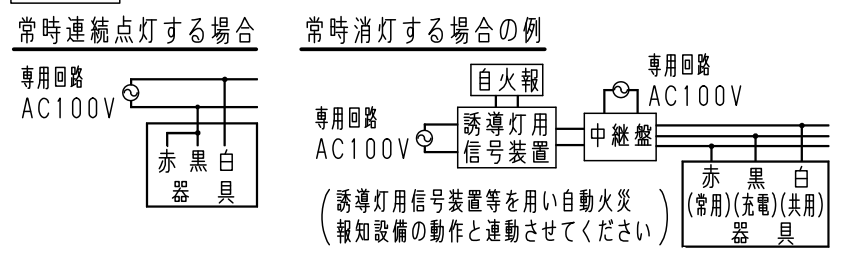 常時連続点灯する場合
専用回路
AC100V
赤 黒 白
器 具
常時消灯する場合の例
自火報
専用回路
AC100V
専用回路
AC100V
誘導灯用
信号装置
中継盤
赤 黒 白
(常用)(充電)(共用)
器 具
(誘導灯用信号装置等を用い自動火災
報知設備の動作と連動させてください)